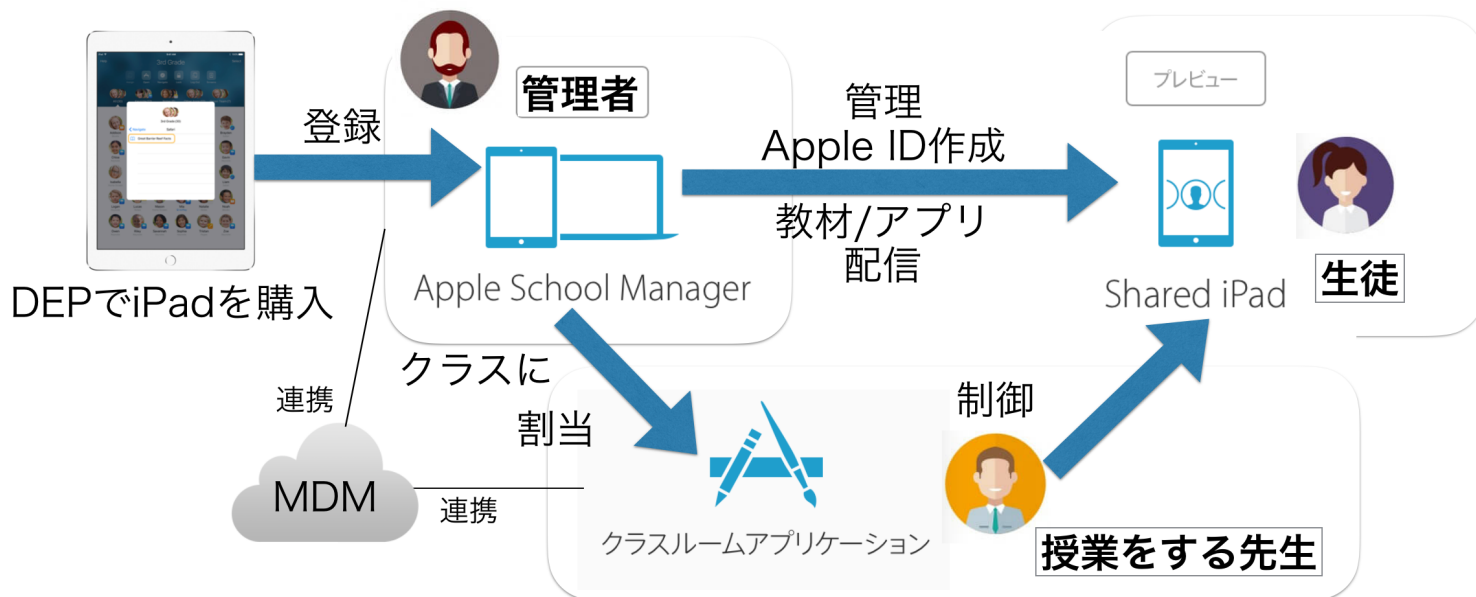 3rd Grade
管理者
プレビュー
登録
管理
Apple ID作成
教材/アプリ
配信
DEPでiPadを購入
Apple School Manager
Shared iPad
生徒
クラスに
割当
連携
制御
MDM
連携
クラスルームアプリケーション
授業をする先生